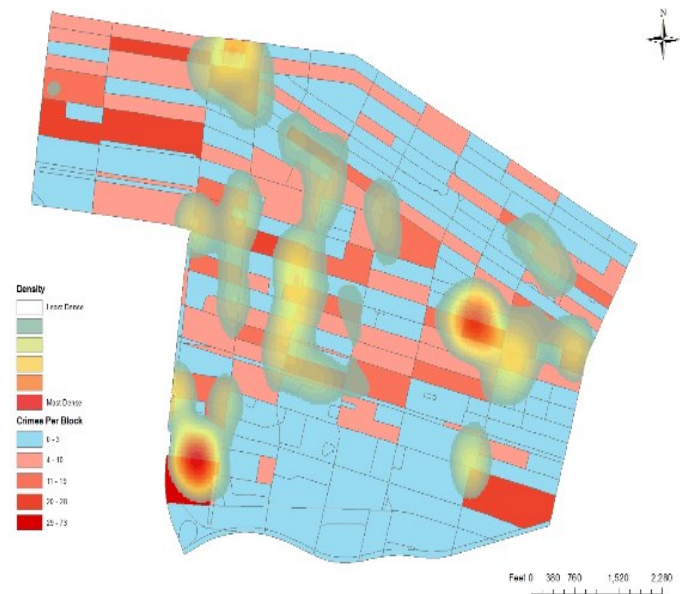 N
Density
Least Dense
Most Dense
Crimes Per Block
0 - 3
4 - 10
11 - 19
20 - 28
29 - 73
Feet 0 380 760 1,520 2,280